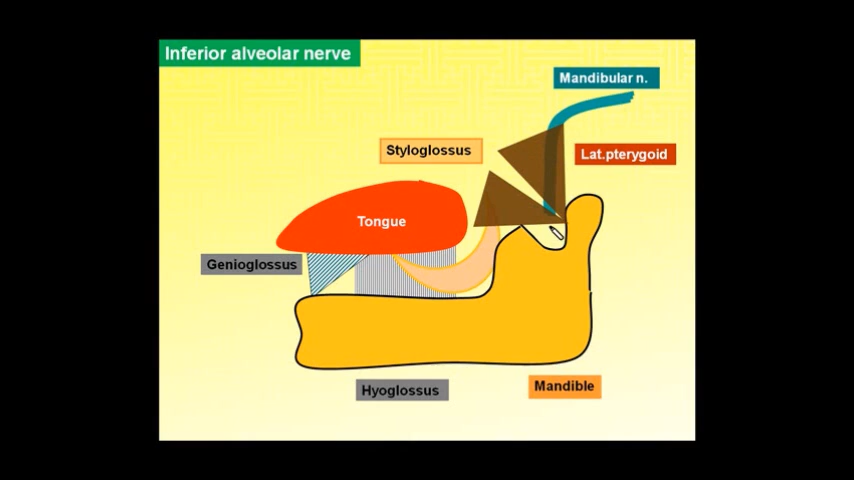 Inferior alveolar nerve
Mandibular n.
Styloglossus
Lat.pterygoid
Tongue
Genioglossus
Hyoglossus
Mandible